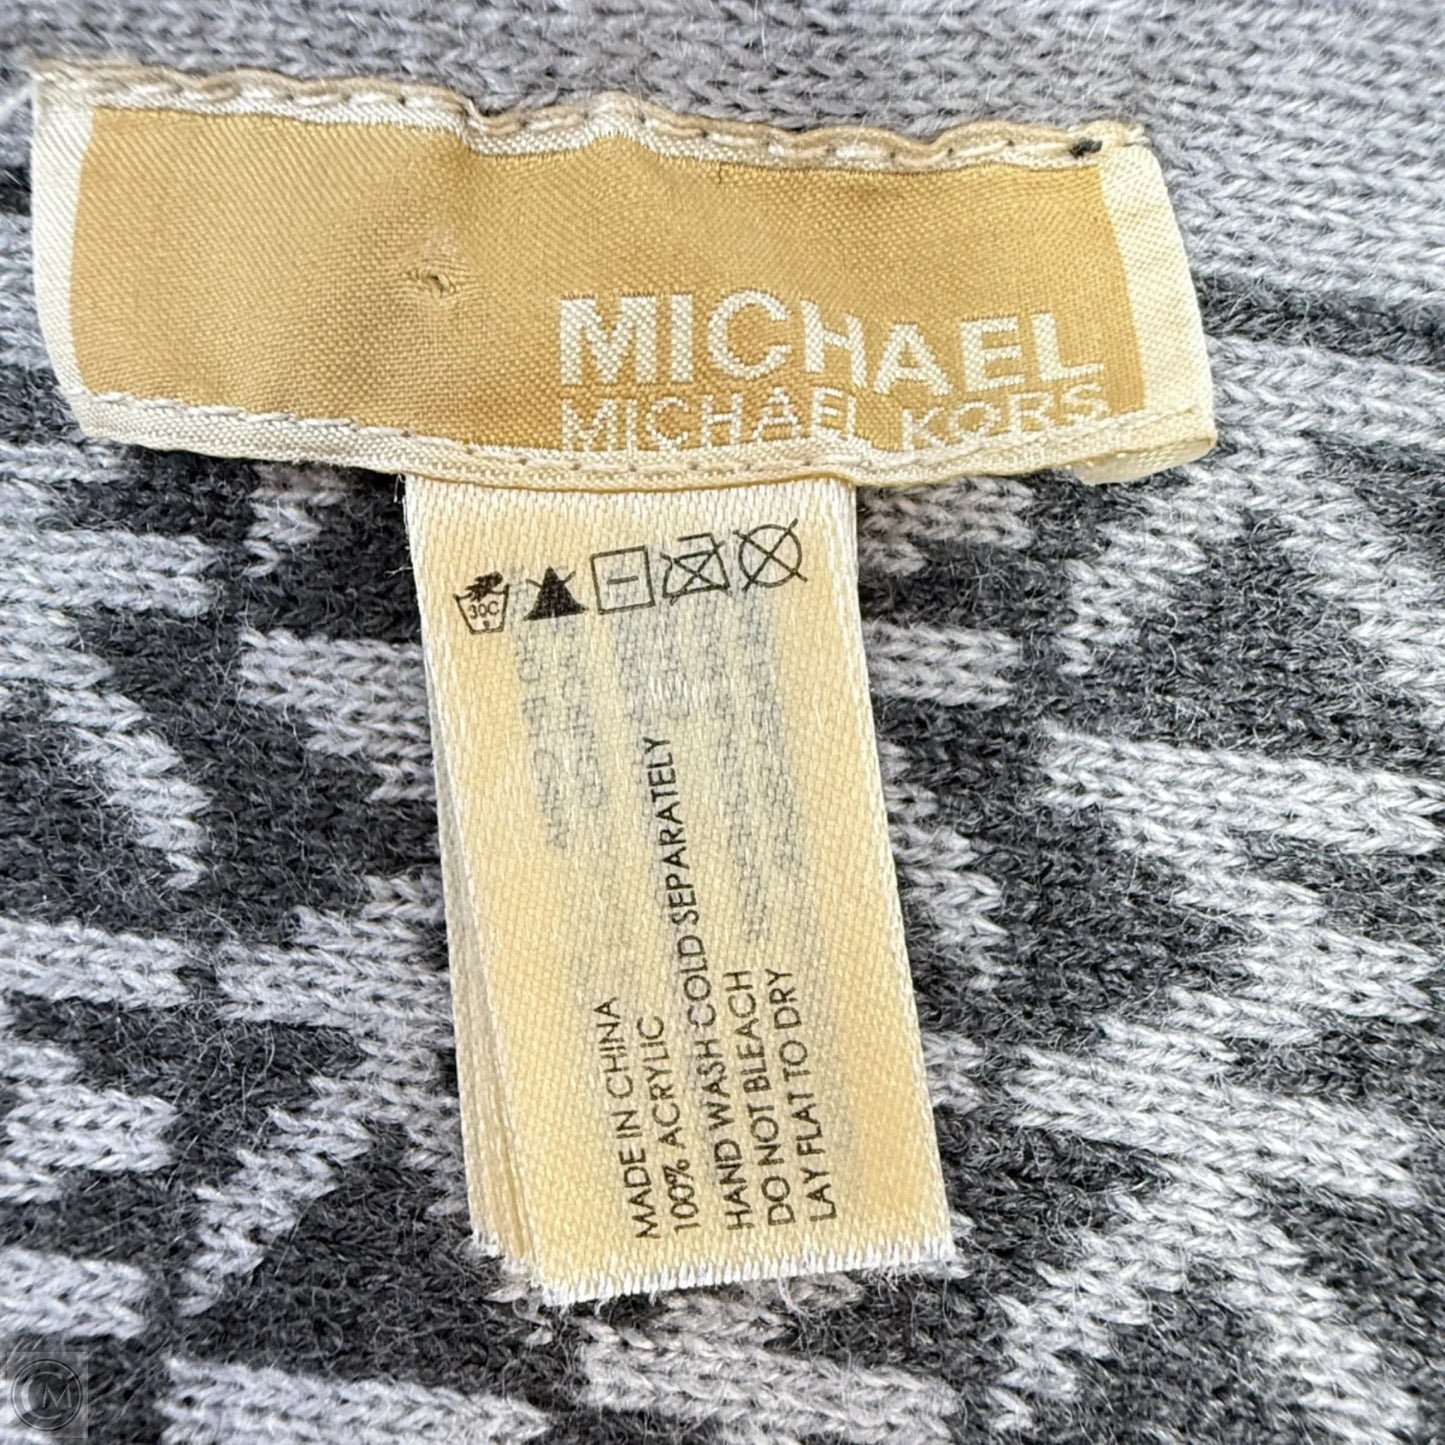 MICHAEL
MICHAEL KORS
30C
MADE IN CHINA
100% ACRYLIC
HAND WASH COLD SEPARATELY
DO NOT BLEACH
LAY FLAT TO DRY
CM